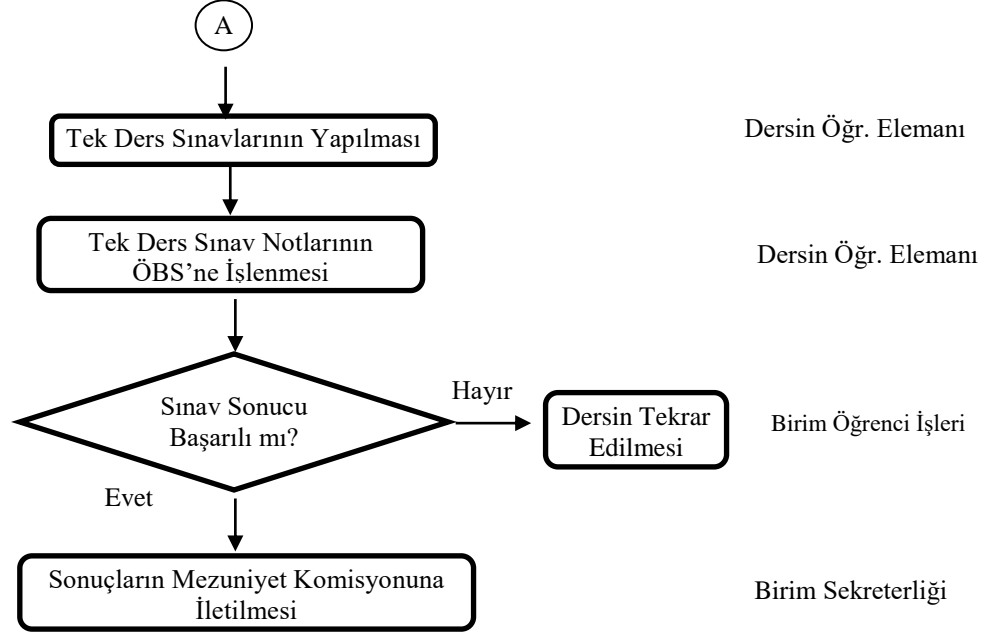 A
Tek Ders Sınavlarının Yapılması
Dersin Öğr. Elemanı
Tek Ders Sınav Notlarının
ÖBS’ne İşlenmesi
Dersin Öğr. Elemanı
Sınav Sonucu
Başarılı mı?
Hayır
Dersin Tekrar
Edilmesi
Birim Öğrenci İşleri
Evet
Sonuçların Mezuniyet Komisyonuna
İletilmesi
Birim Sekreterliği